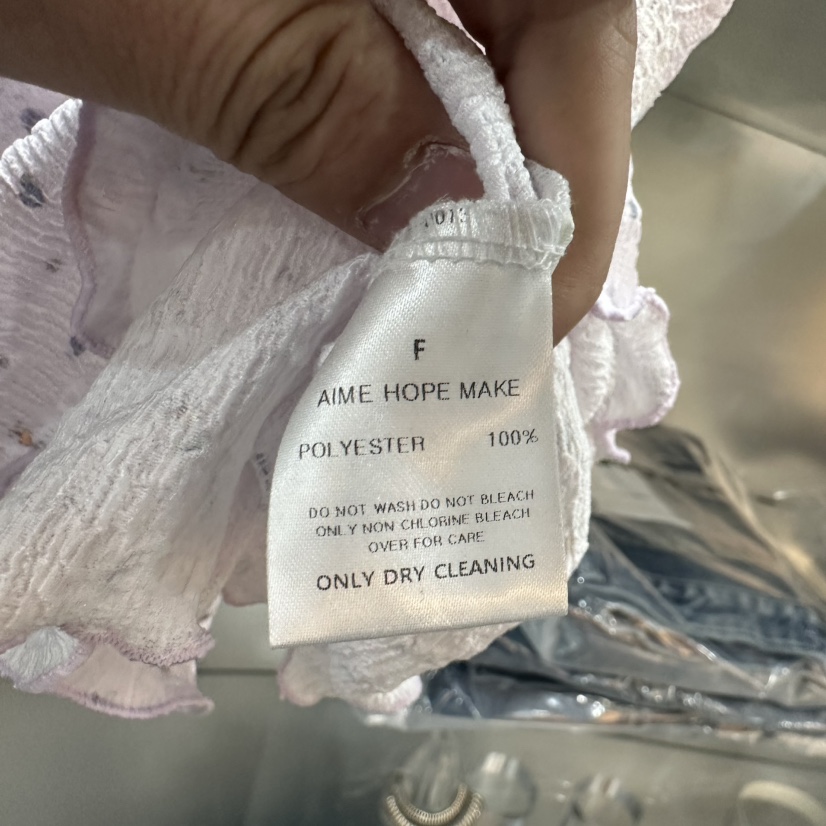 F
AIME HOPE MAKE
POLYESTER 100%
DO NOT WASH DO NOT BLEACH
ONLY NON CHLORINE BLEACH
OVER FOR CARE
ONLY DRY CLEANING